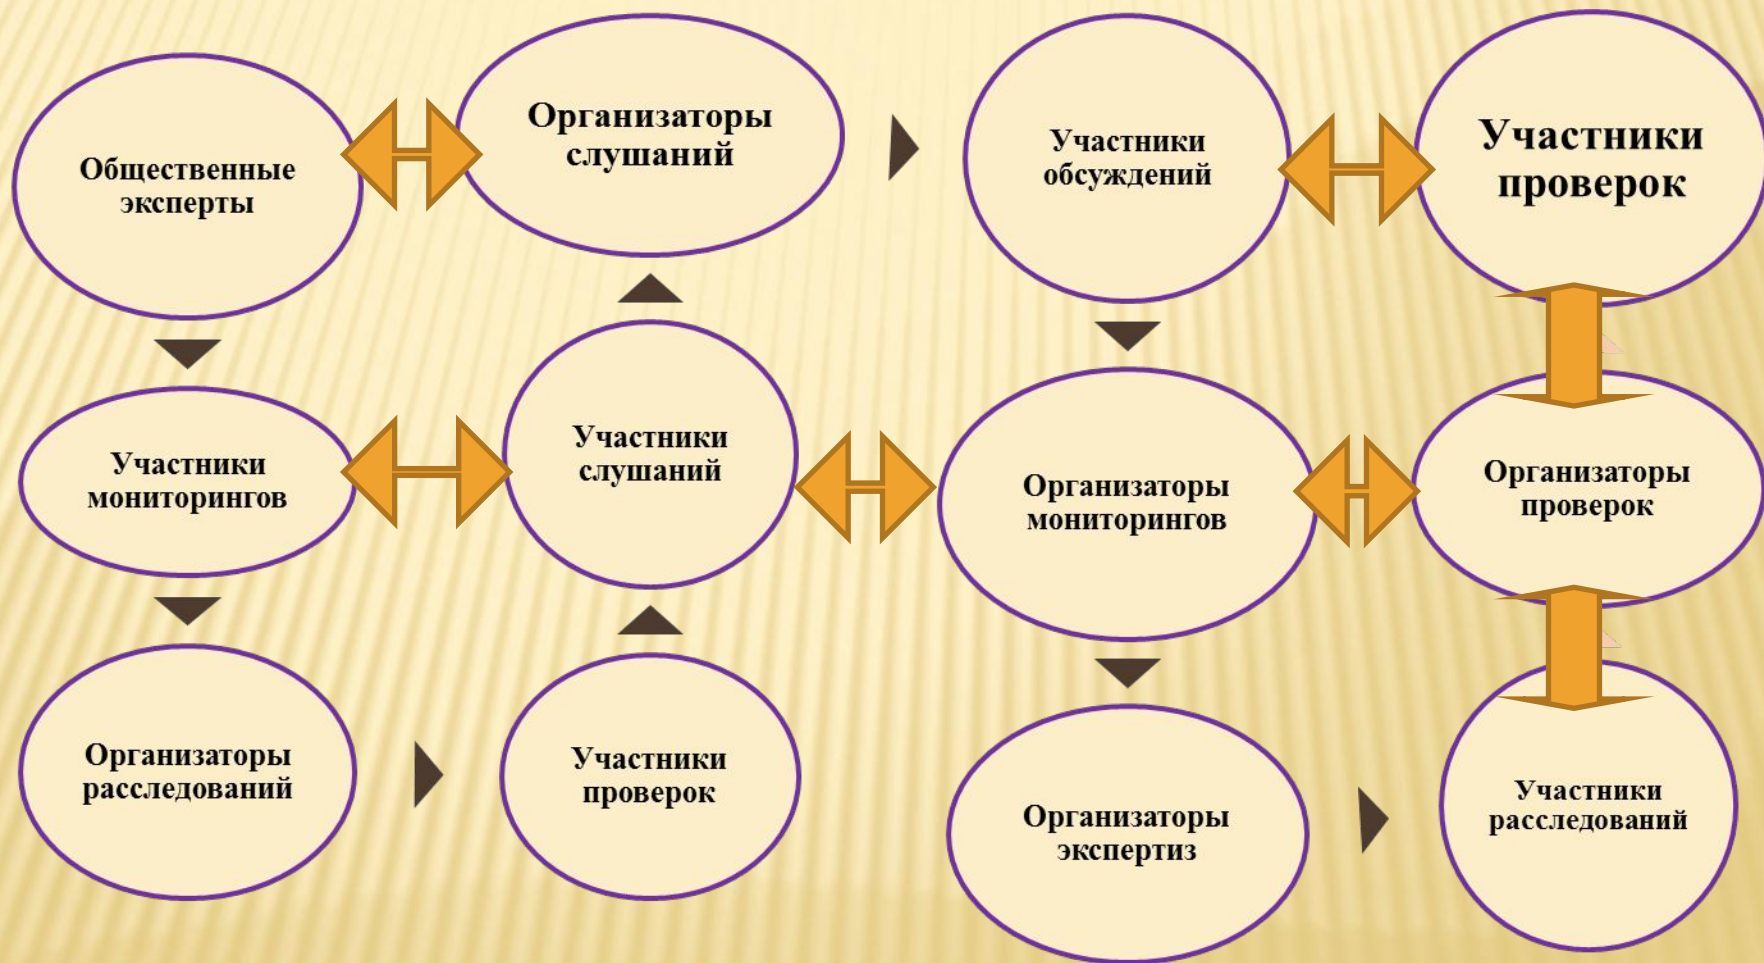 Общественные
эксперты
Организаторы
слушаний
Участники
обсуждений
Участники
проверок
Участники
мониторингов
Участники
слушаний
Организаторы
мониторингов
Организаторы
проверок
Организаторы
расследований
Участники
проверок
Организаторы
экспертиз
Участники
расследований